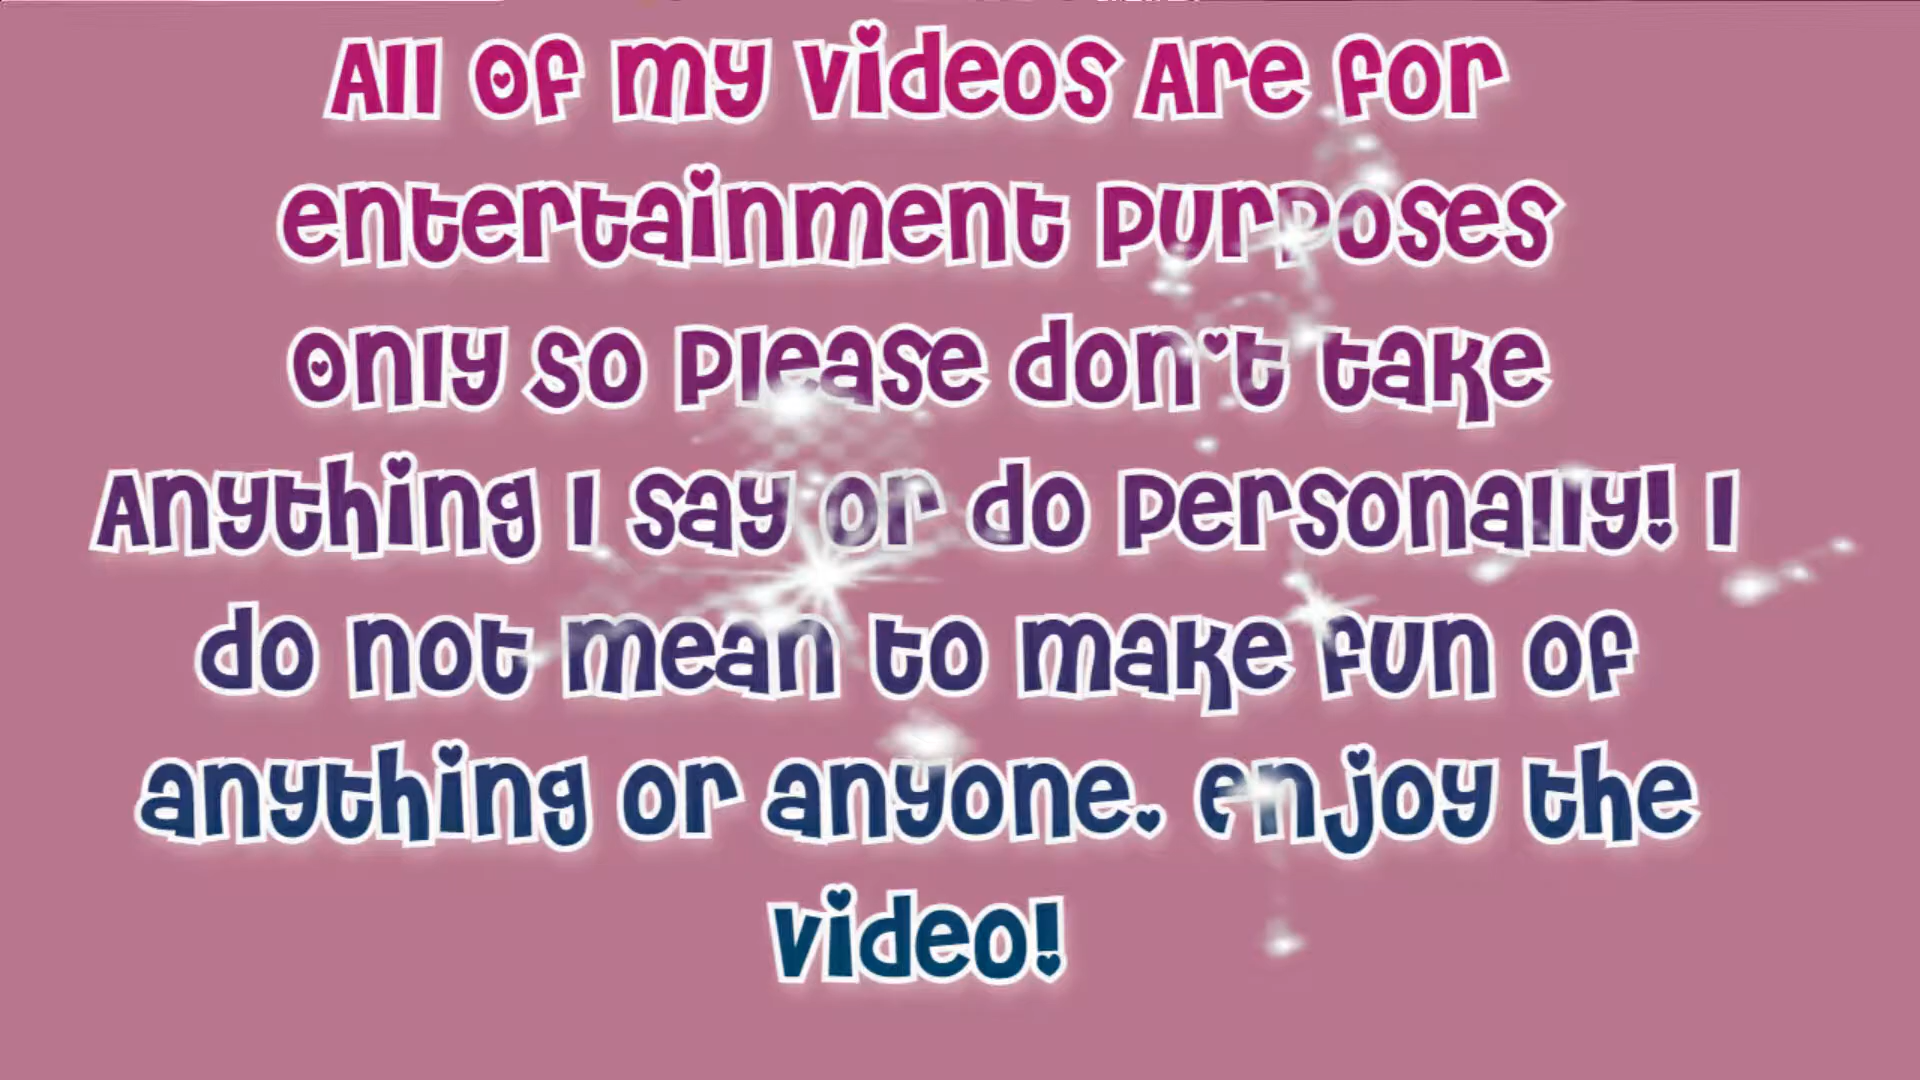 All Of my videos Are for
entertainment purposes
Only so please don't take
Anything I say or do personally! I
do not mean to make fun of
anything or anyone. enjoy the
video!